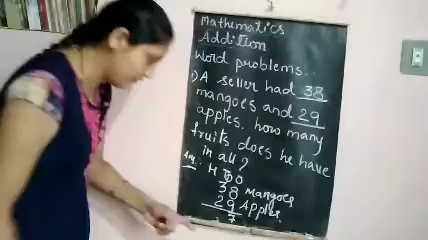 Mathematics
Addition
Word problems..
1) A seller had 38
mangoes and 29
apples. how many
fruits does he have
in all?
Ans:
H T O
38 Mangoes
29 Apples
7